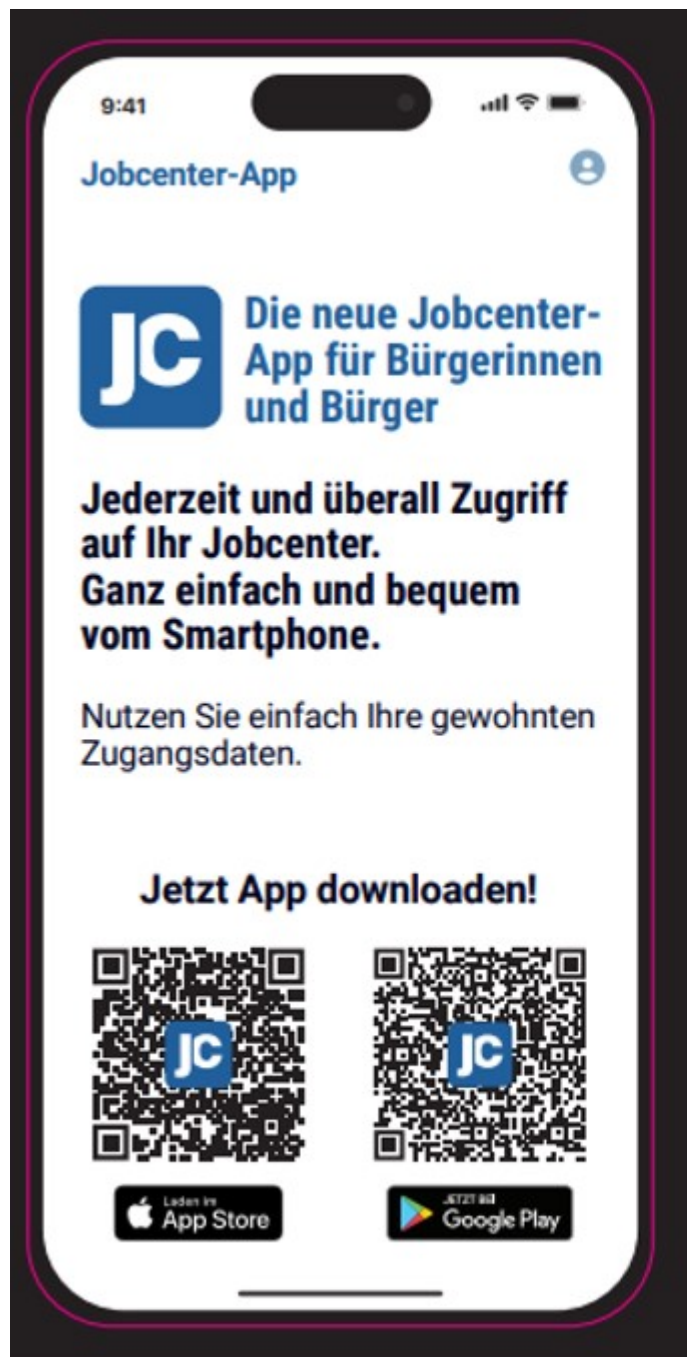 9:41
Jobcenter-App
JC
Die neue Jobcenter-
App für Bürgerinnen
und Bürger
Jederzeit und überall Zugriff
auf Ihr Jobcenter.
Ganz einfach und bequem
vom Smartphone.
Nutzen Sie einfach Ihre gewohnten
Zugangsdaten.
Jetzt App downloaden!
JC
JC
Laden im
App Store
JETZT BEI
Google Play